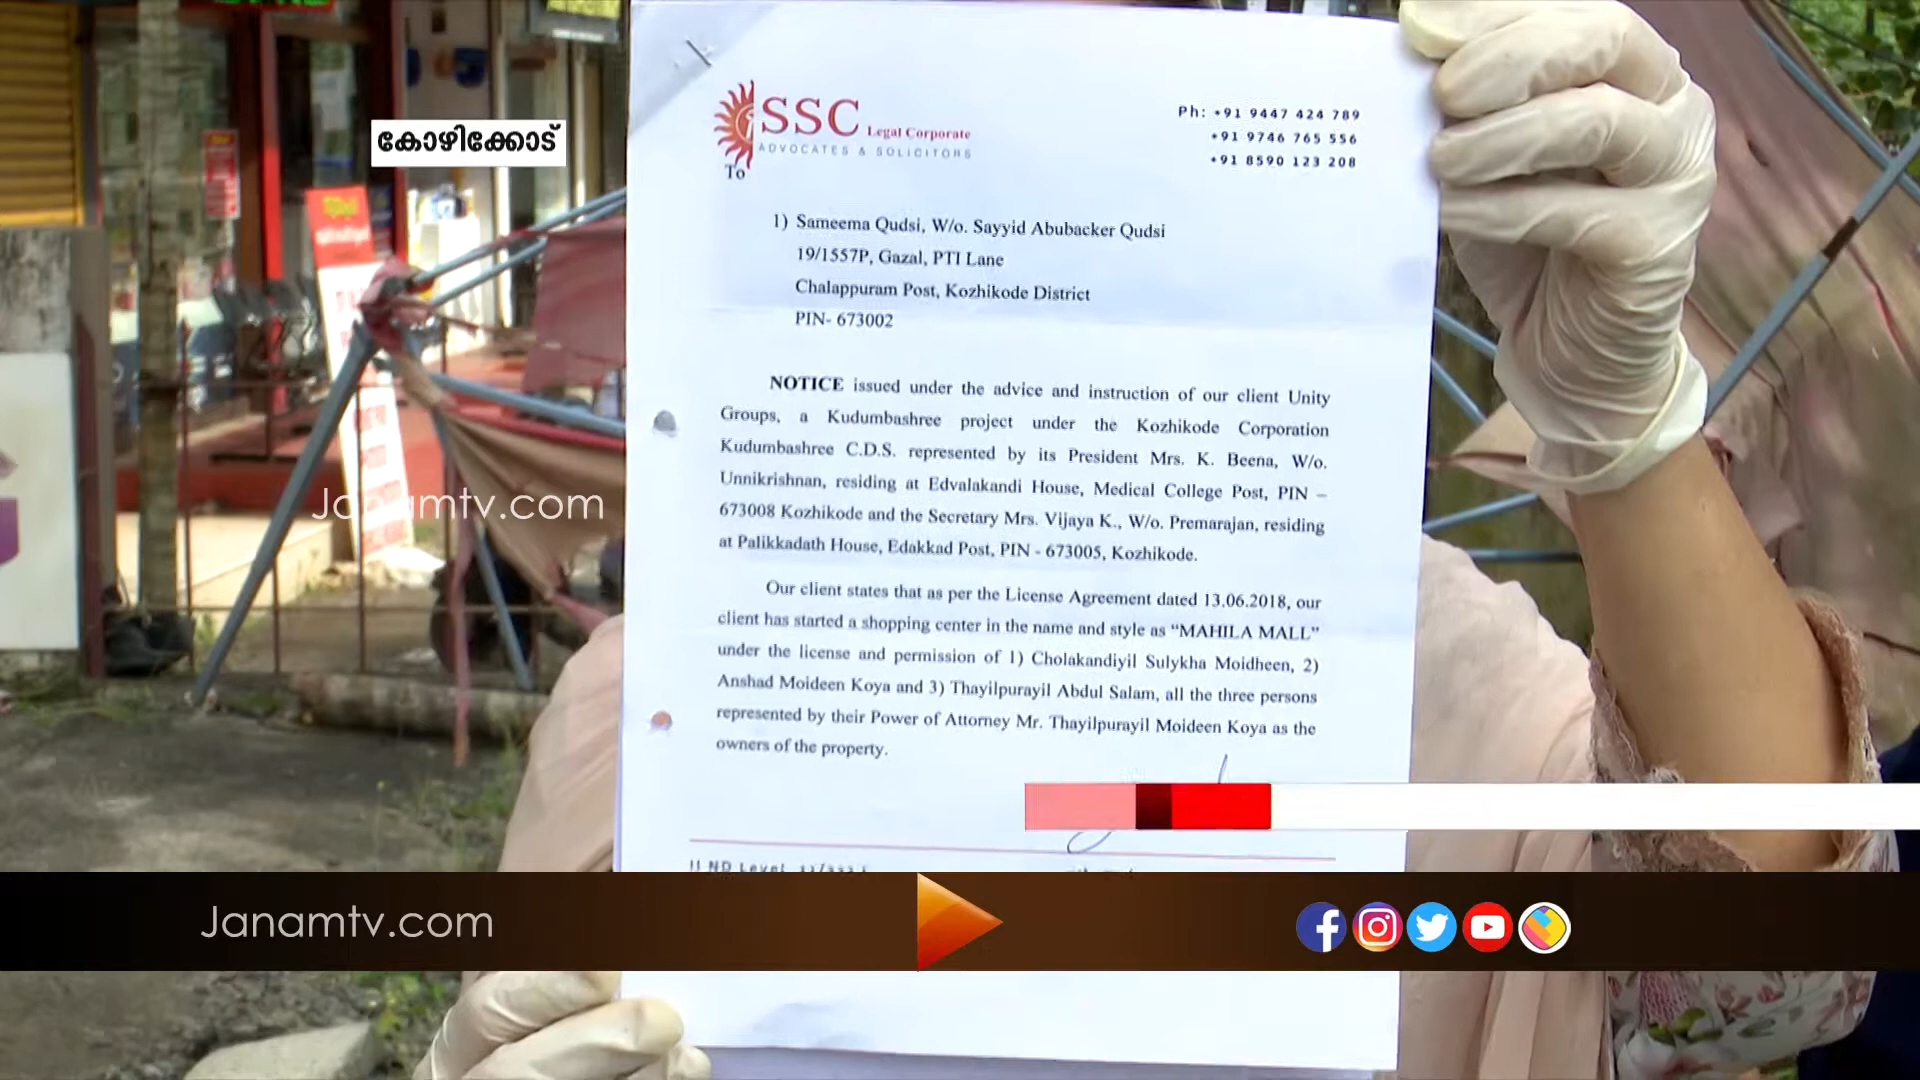 കോഴിക്കോട്
SSC Legal Corporate
ADVOCATES & SOLICITORS
Ph: +91 9447 424 789
+91 9746 765 556
+91 8590 123 208
To
1) Sameema Qudsi, W/o. Sayyid Abubacker Qudsi
19/1557P, Gazal, PTI Lane
Chalappuram Post, Kozhikode District
PIN- 673002
NOTICE issued under the advice and instruction of our client Unity
Groups, a Kudumbashree project under the Kozhikode Corporation
Kudumbashree C.D.S. represented by its President Mrs. K. Beena, W/o.
Unnikrishnan, residing at Edvalakandi House, Medical College Post, PIN –
673008 Kozhikode and the Secretary Mrs. Vijaya K., W/o. Premarajan, residing
at Palikkadath House, Edakkad Post, PIN - 673005, Kozhikode.
Our client states that as per the License Agreement dated 13.06.2018, our
client has started a shopping center in the name and style as “MAHILA MALL”
under the license and permission of 1) Cholakandiyil Sulykha Moidheen, 2)
Anshad Moideen Koya and 3) Thayilpurayil Abdul Salam, all the three persons
represented by their Power of Attorney Mr. Thayilpurayil Moideen Koya as the
owners of the property.
Janamtv.com
Janamtv.com